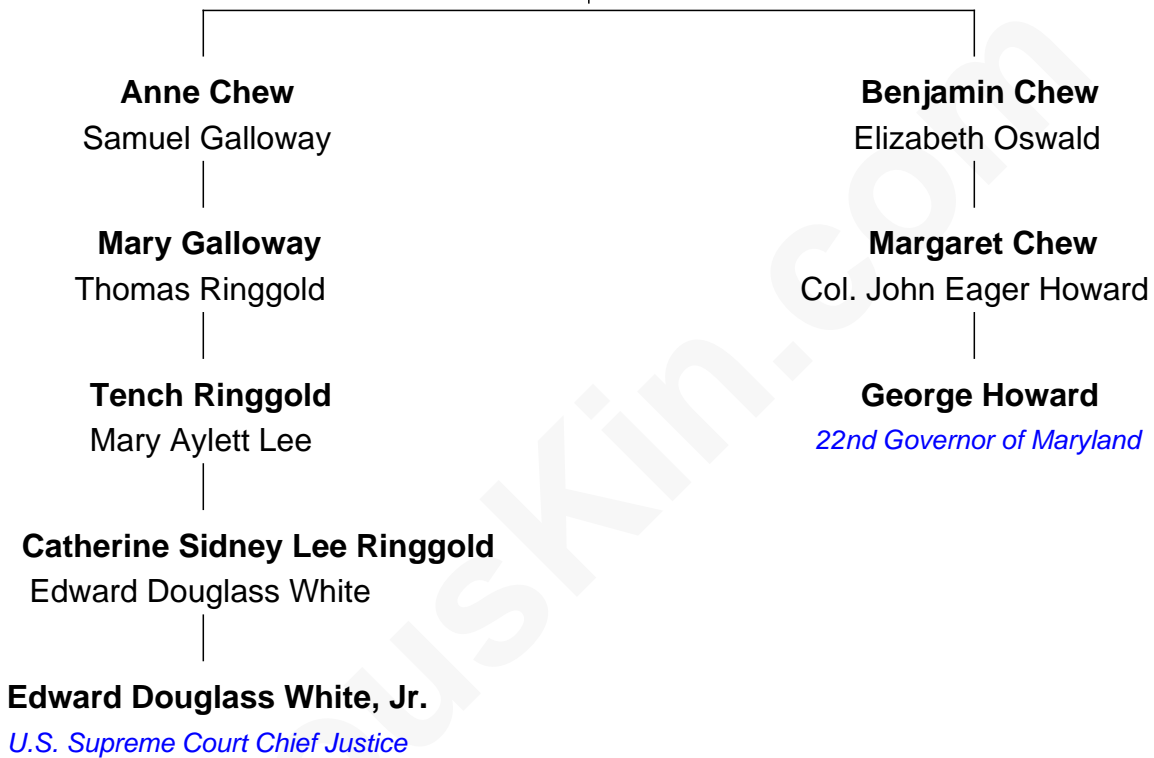 Anne Chew
Samuel Galloway
Benjamin Chew
Elizabeth Oswald
Mary Galloway
Thomas Ringgold
Margaret Chew
Col. John Eager Howard
Tench Ringgold
Mary Aylett Lee
George Howard
22nd Governor of Maryland
Catherine Sidney Lee Ringgold
Edward Douglass White
Edward Douglass White, Jr.
U.S. Supreme Court Chief Justice
ousKin.com